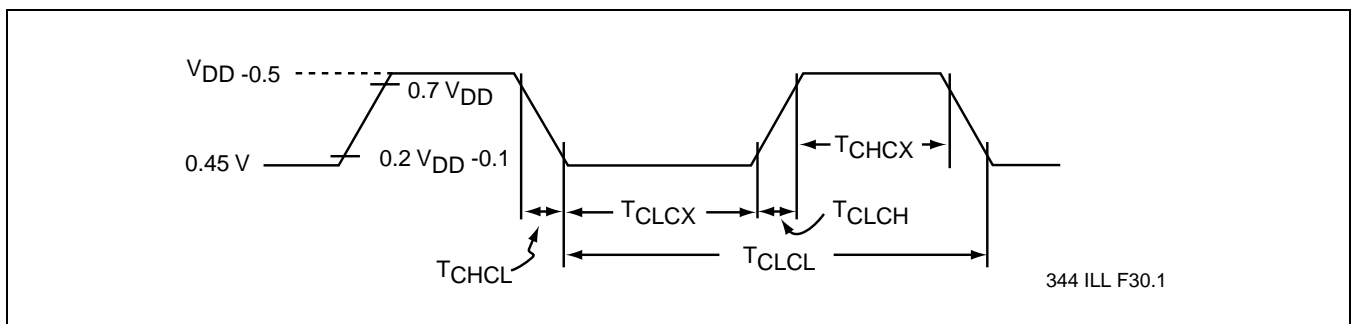 VDD -0.5
0.7 VDD
0.45 V
0.2 VDD -0.1
TCHCX
TCLCX
TCLCH
TCHCL
TCLCL
344 ILL F30.1